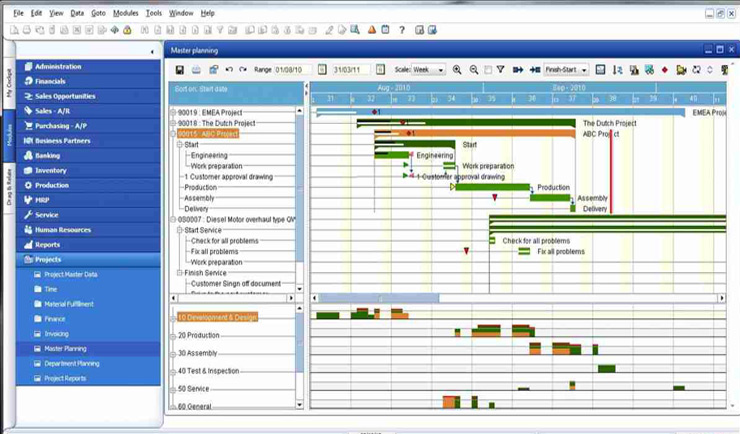 File Edit View Data Goto Modules Tools Window Help
My Cockpit
Modules
Drag & Relate
Administration
Financials
Sales Opportunities
Sales - A/R
Purchasing - A/P
Business Partners
Banking
Inventory
Production
MRP
Service
Human Resources
Reports
Projects
Project Master Data
Time
Material Fulfillment
Finance
Invoicing
Master Planning
Department Planning
Project Reports
Master planning
Range 01/08/10 31/03/11 Scale: Week Finish-Start
Sort on: Start date
Aug - 2010 Sep - 2010
31 32 33 34 35 36 37 38 39 40
90019 : EMEA Project
90018 : The Dutch Project
90015 : ABC Project
Start
Engineering
Work preparation
1 Customer approval drawing
Production
Assembly
Delivery
0S0007 : Diesel Motor overhaul type QW
Start Service
Check for all problems
Fix all problems
Work preparation
Finish Service
Customer Singn off document
EMEA Proje
The Dutch Project
ABC Project
Start
Engineering
Work preparation
1 Customer approval drawing
Production
Assembly
Delivery
Check for all problems
Fix all problems
10 Development & Design
20 Production
30 Assembly
40 Test & Inspection
50 Service
60 General